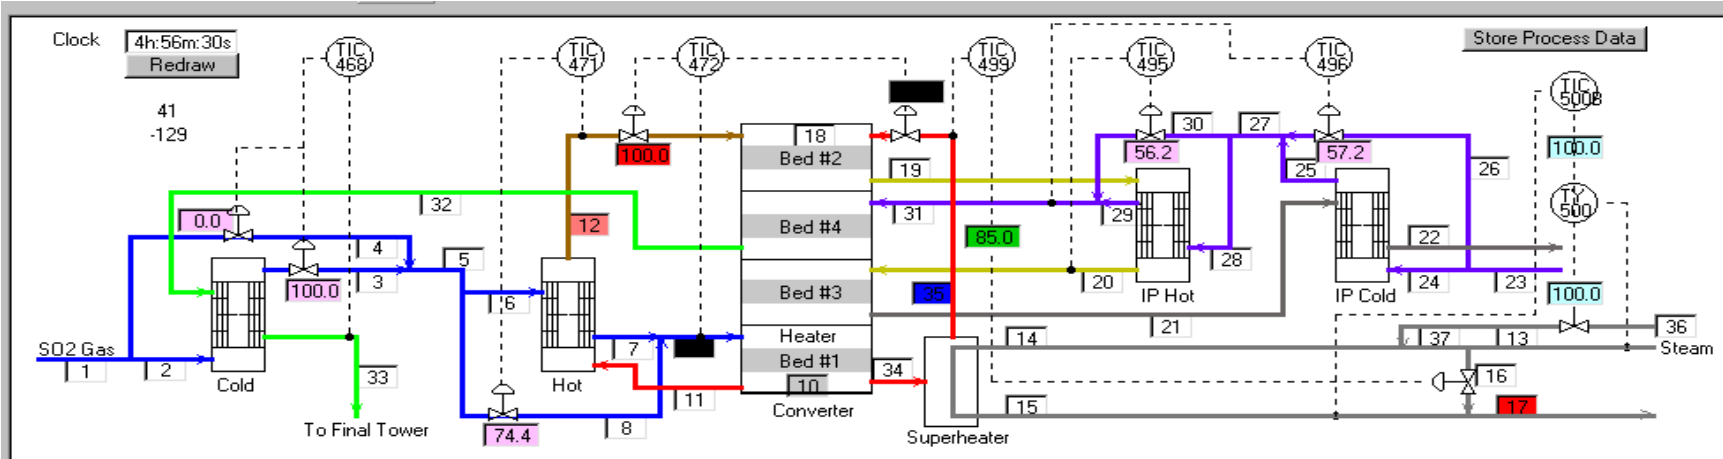 Clock
4h:56m:30s
Redraw
TIC
468
TIC
471
TIC
472
TIC
499
TIC
495
TIC
496
Store Process Data
TIC
500B
41
-129
100.0
18
30
27
100.0
56.2
57.2
Bed #2
19
25
26
100.0
32
31
29
TY
500
0.0
12
Bed #4
85.0
22
4
5
28
3
20
24
23
100.0
6
Bed #3
35
IP Hot
IP Cold
100.0
21
36
Heater
14
37
13
Steam
SO2 Gas
7
1
2
Cold
33
Hot
Bed #1
10
34
16
11
Converter
15
17
To Final Tower
74.4
8
Superheater